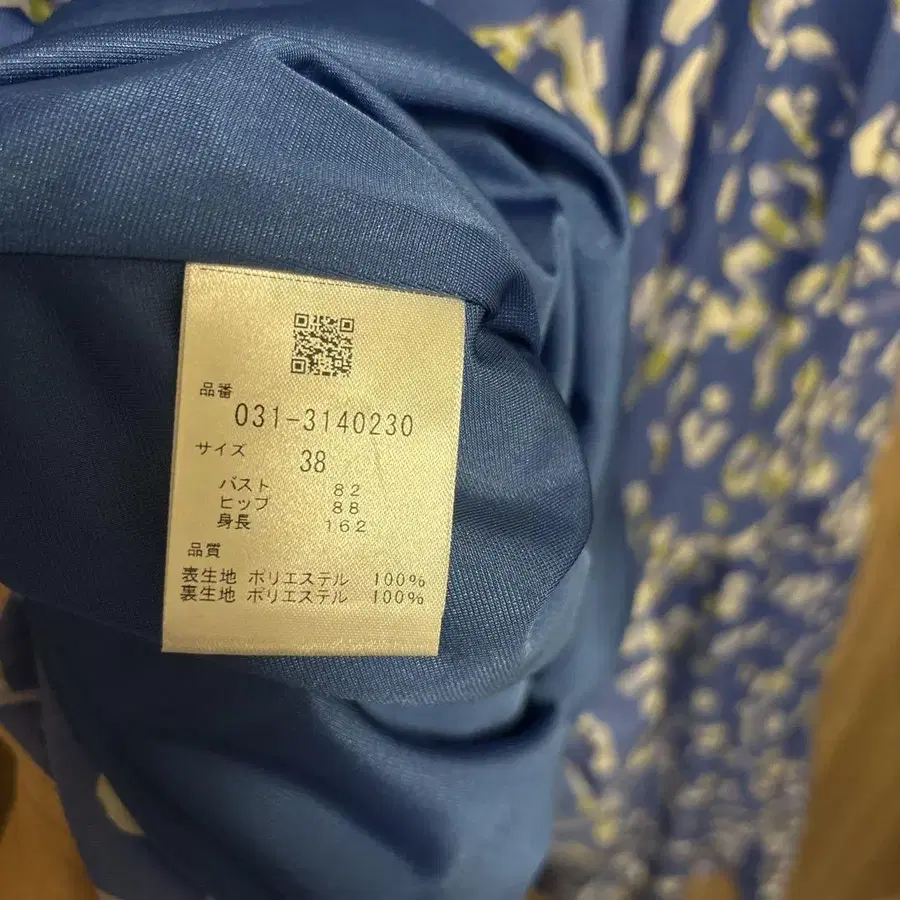 品番
031-3140230
サイズ
38
バスト 82
ヒップ 88
身長 162
品質
表生地 ポリエステル 100%
裏生地 ポリエステル 100%